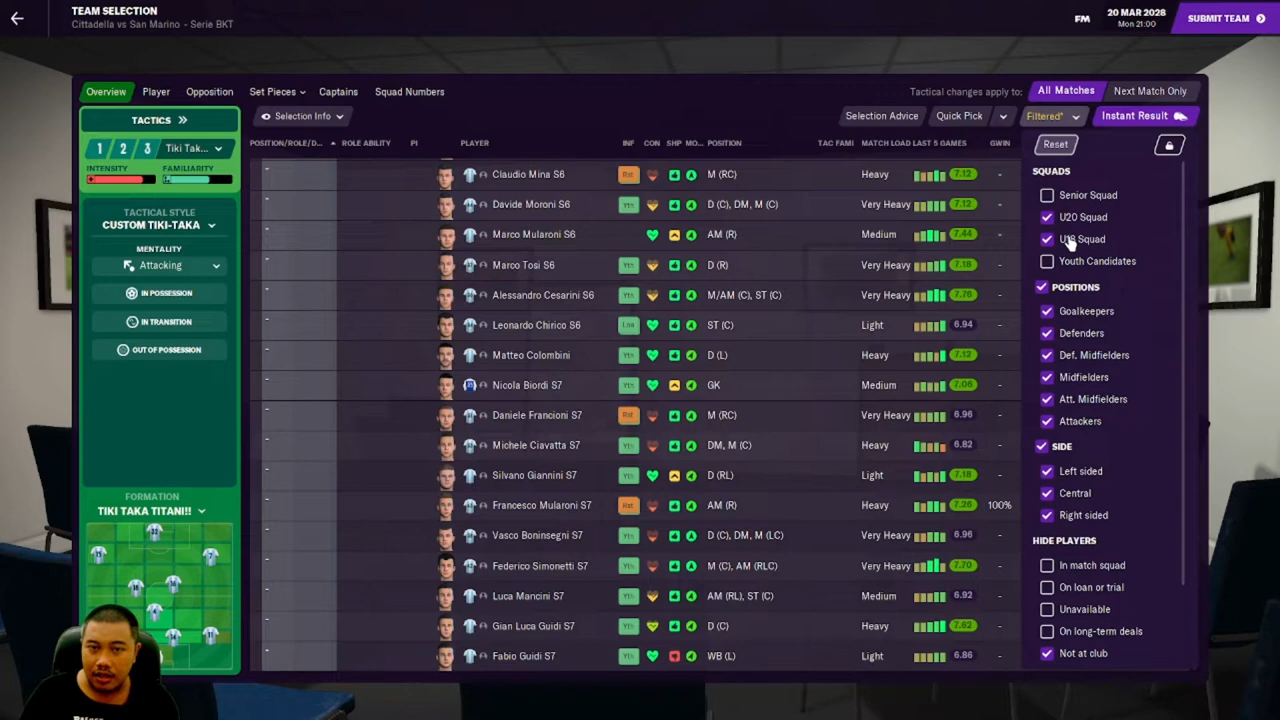 TEAM SELECTION
Cittadella vs San Marino - Serie BKT
FM
20 MAR 2028
Mon 21:00
SUBMIT TEAM
Overview Player Opposition Set Pieces Captains Squad Numbers
Tactical changes apply to: All Matches Next Match Only
TACTICS
Selection Info
Selection Advice Quick Pick Filtered* Instant Result
1 2 3 Tiki Tak...
INTENSITY FAMILIARITY
TACTICAL STYLE
CUSTOM TIKI-TAKA
MENTALITY
Attacking
IN POSSESSION
IN TRANSITION
OUT OF POSSESSION
FORMATION
TIKI TAKA TITANI!!
POSITION/ROLE/D... ROLE ABILITY PI PLAYER INF CON SHP MO... POSITION TAC FAMI MATCH LOAD LAST 5 GAMES GWIN
- Claudio Mina S6 Rst M (RC) Heavy 7.12 -
- Davide Moroni S6 Yth D (C), DM, M (C) Very Heavy 7.12 -
- Marco Mularoni S6 AM (R) Medium 7.44 -
- Marco Tosi S6 Yth D (R) Very Heavy 7.18 -
- Alessandro Cesarini S6 Yth M/AM (C), ST (C) Very Heavy 7.76 -
- Leonardo Chirico S6 Loa ST (C) Light 6.94 -
- Matteo Colombini Yth D (L) Heavy 7.12 -
- Nicola Biordi S7 Yth GK Medium 7.06 -
- Daniele Francioni S7 Rst M (RC) Very Heavy 6.96 -
- Michele Ciavatta S7 Yth DM, M (C) Heavy 6.82 -
- Silvano Giannini S7 Yth D (RL) Light 7.18 -
- Francesco Mularoni S7 Rst AM (R) Heavy 7.26 100%
- Vasco Boninsegni S7 Yth D (C), DM, M (LC) Very Heavy 6.96 -
- Federico Simonetti S7 Yth M (C), AM (RLC) Very Heavy 7.70 -
- Luca Mancini S7 Yth AM (RL), ST (C) Medium 6.92 -
- Gian Luca Guidi S7 Yth D (C) Heavy 7.62 -
- Fabio Guidi S7 Yth WB (L) Light 6.86 -
Reset
SQUADS
Senior Squad
U20 Squad
U18 Squad
Youth Candidates
POSITIONS
Goalkeepers
Defenders
Def. Midfielders
Midfielders
Att. Midfielders
Attackers
SIDE
Left sided
Central
Right sided
HIDE PLAYERS
In match squad
On loan or trial
Unavailable
On long-term deals
Not at club